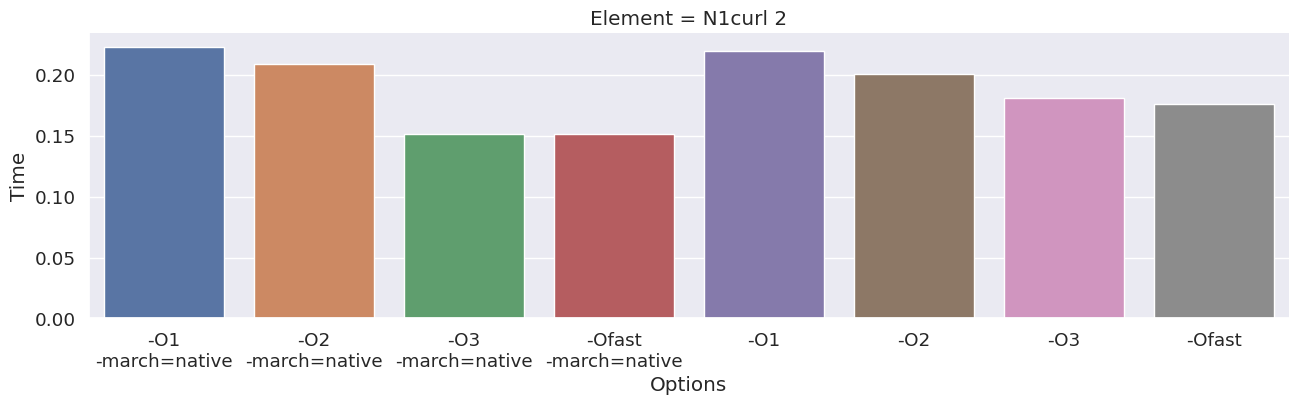 Element = N1curl 2
Time
0.20
0.15
0.10
0.05
0.00
-O1
-march=native
-O2
-march=native
-O3
-march=native
-Ofast
-march=native
-O1
-O2
-O3
-Ofast
Options